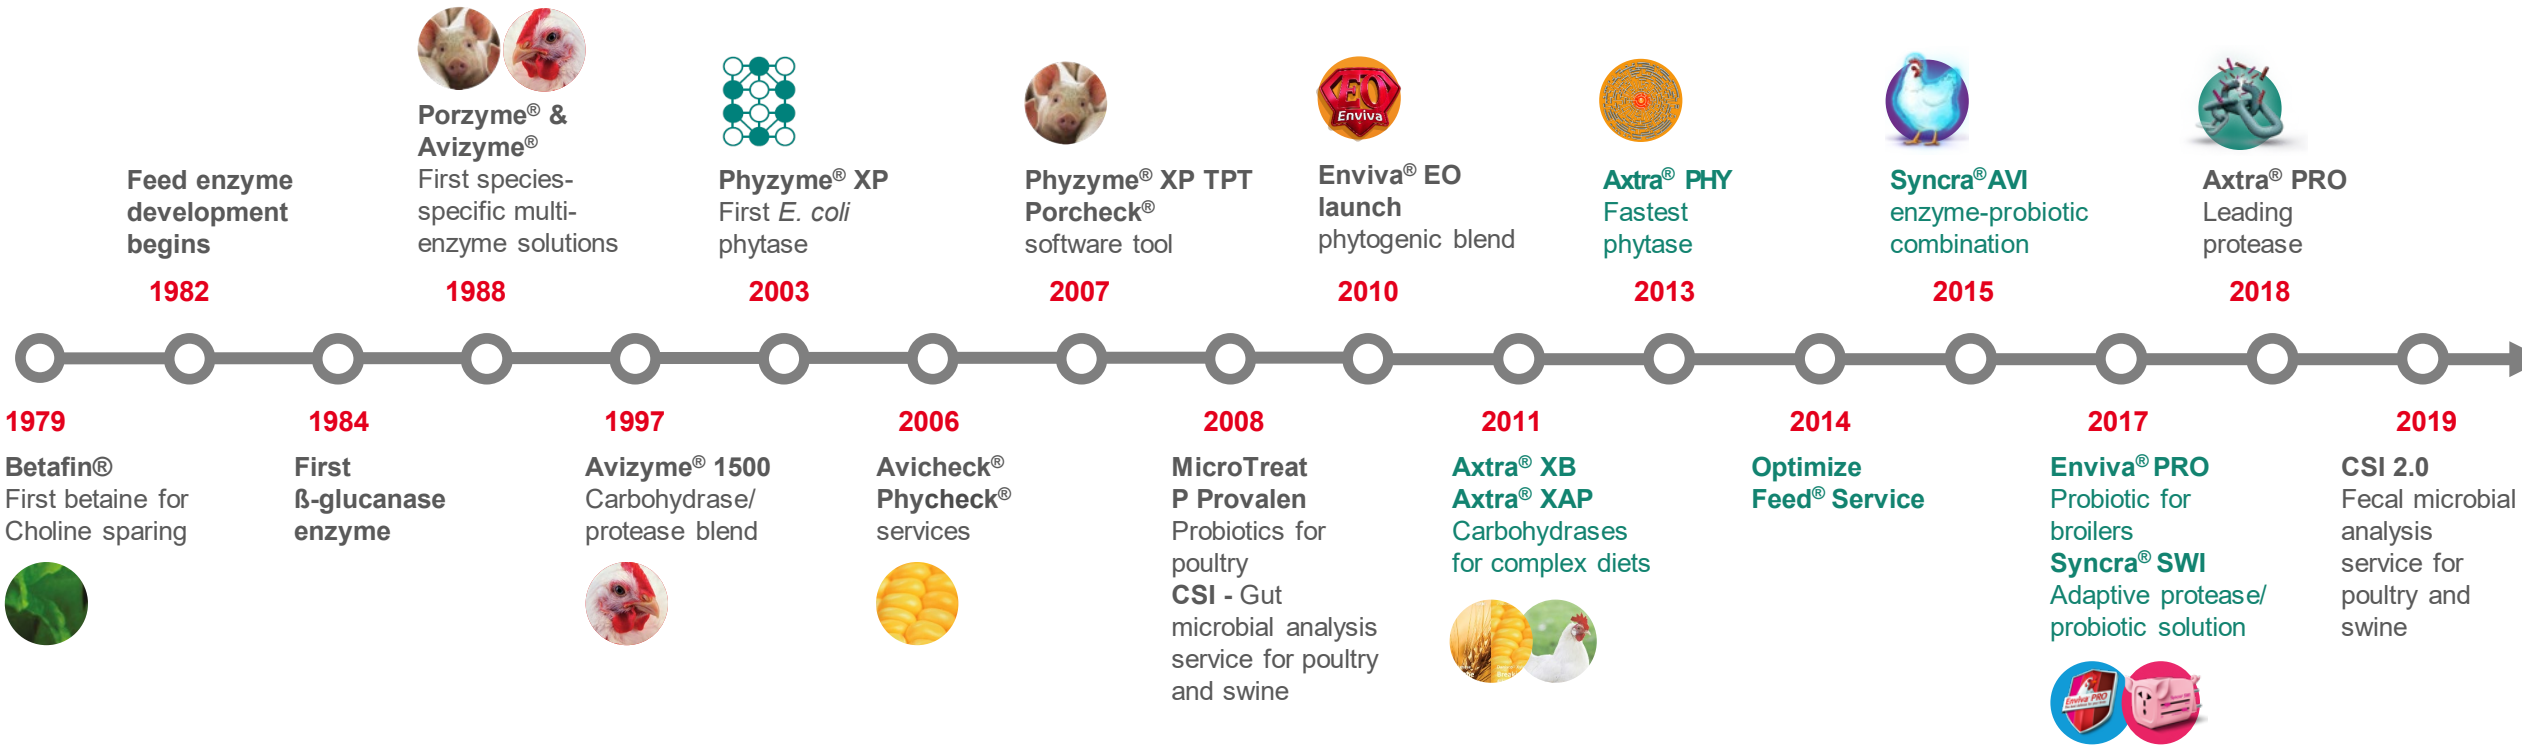 Porzyme® &
Avizyme®
First species-
specific multi-
enzyme solutions
1988
Feed enzyme
development
begins
1982
Phyzyme® XP
First E. coli
phytase
2003
Phyzyme® XP TPT
Porcheck®
software tool
2007
EO
Enviva
Enviva® EO
launch
phytogenic blend
2010
Axtra® PHY
Fastest
phytase
2013
Syncra® AVI
enzyme-probiotic
combination
2015
Axtra® PRO
Leading
protease
2018
1979
Betafin®
First betaine for
Choline sparing
1984
First
ß-glucanase
enzyme
1997
Avizyme® 1500
Carbohydrase/
protease blend
2006
Avicheck®
Phycheck®
services
2008
MicroTreat
P Provalen
Probiotics for
poultry
CSI - Gut
microbial analysis
service for poultry
and swine
2011
Axtra® XB
Axtra® XAP
Carbohydrases
for complex diets
2014
Optimize
Feed® Service
2017
Enviva® PRO
Probiotic for
broilers
Syncra® SWI
Adaptive protease/
probiotic solution
Enviva PRO
2019
CSI 2.0
Fecal microbial
analysis
service for
poultry and
swine